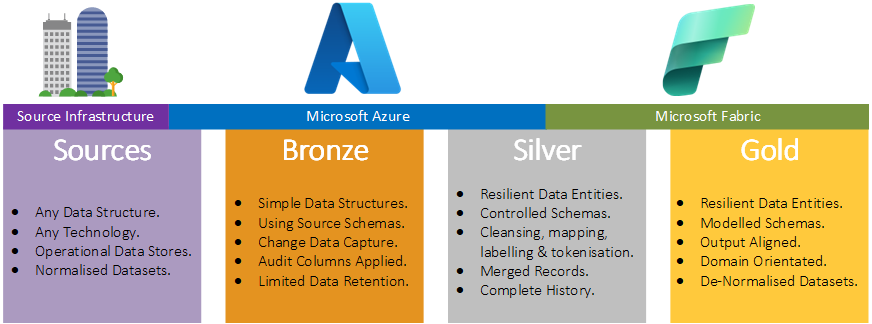 Source Infrastructure
Microsoft Azure
Microsoft Fabric
Sources
Any Data Structure.
Any Technology.
Operational Data Stores.
Normalised Datasets.
Bronze
Simple Data Structures.
Using Source Schemas.
Change Data Capture.
Audit Columns Applied.
Limited Data Retention.
Silver
Resilient Data Entities.
Controlled Schemas.
Cleansing, mapping,
labelling & tokenisation.
Merged Records.
Complete History.
Gold
Resilient Data Entities.
Modelled Schemas.
Output Aligned.
Domain Orientated.
De-Normalised Datasets.